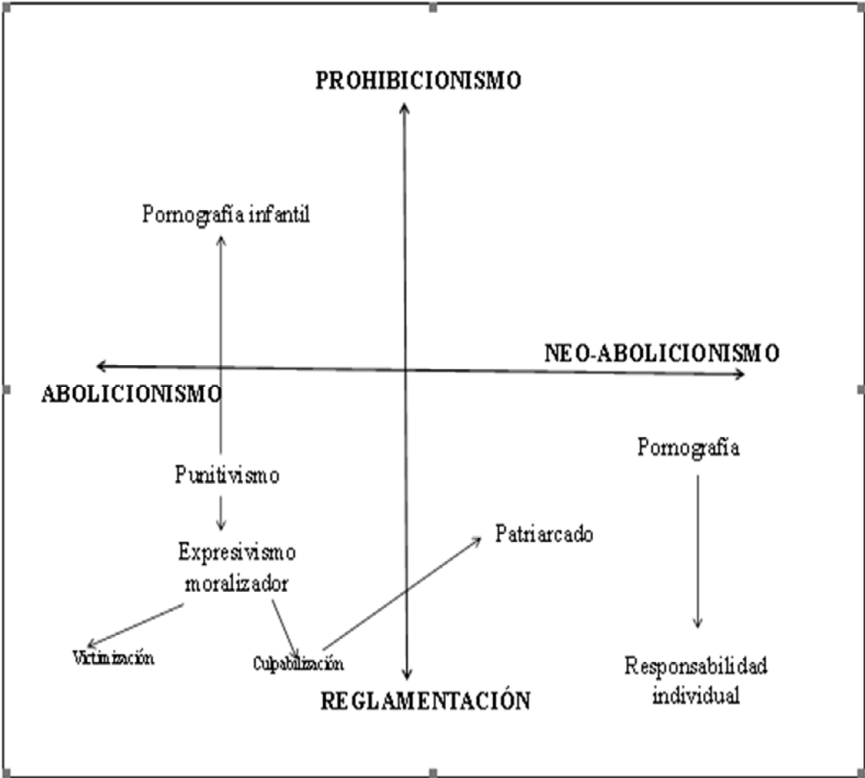 PROHIBICIONISMO
Pornografía infantil
NEO-ABOLICIONISMO
ABOLICIONISMO
Pornografía
Punitivismo
Patriarcado
Expresivismo
moralizador
Victimización
Culpabilización
Responsabilidad
individual
REGLAMENTACIÓN